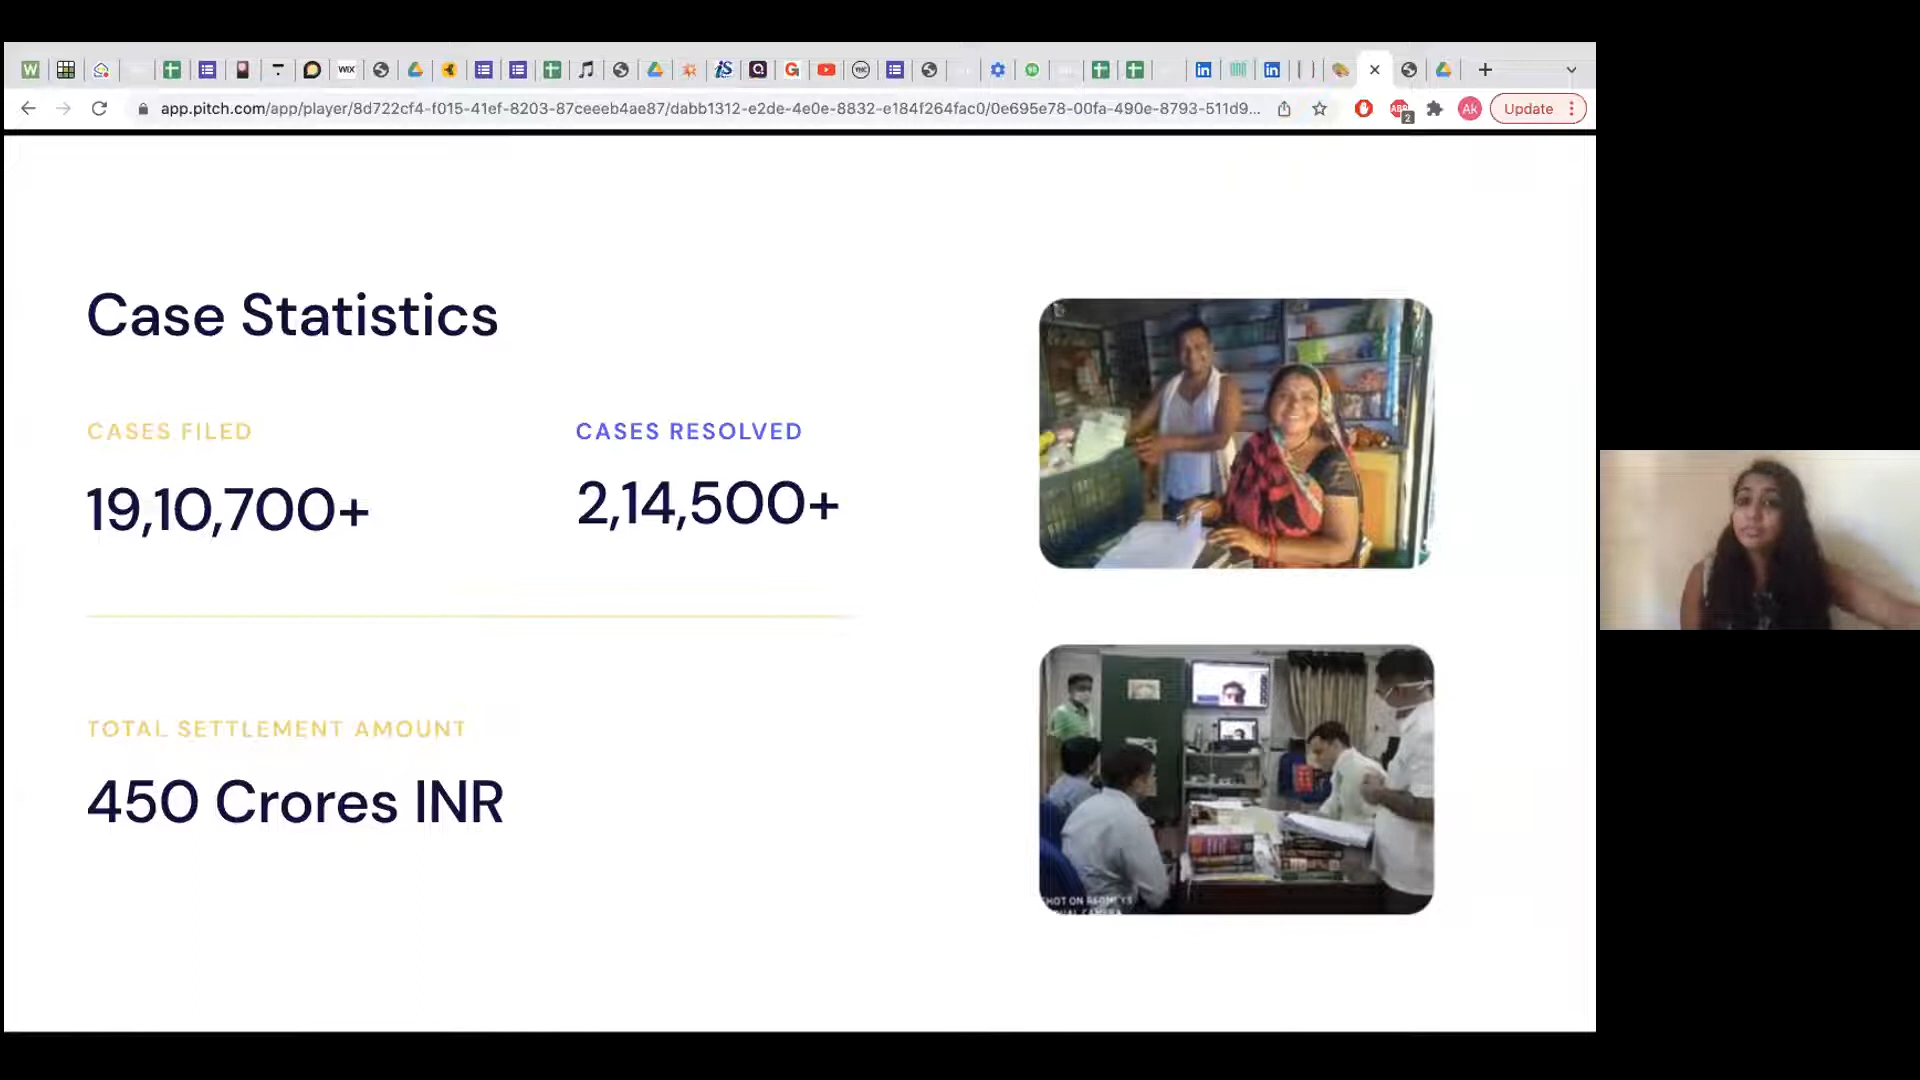 app.pitch.com/app/player/8d722cf4-f015-41ef-8203-87ceeeb4ae87/dabb1312-e2de-4e0e-8832-e184f264fac0/0e695e78-00fa-490e-8793-511d9...
2
Ak
Update
Case Statistics
CASES FILED
CASES RESOLVED
19,10,700+
2,14,500+
TOTAL SETTLEMENT AMOUNT
450 Crores INR